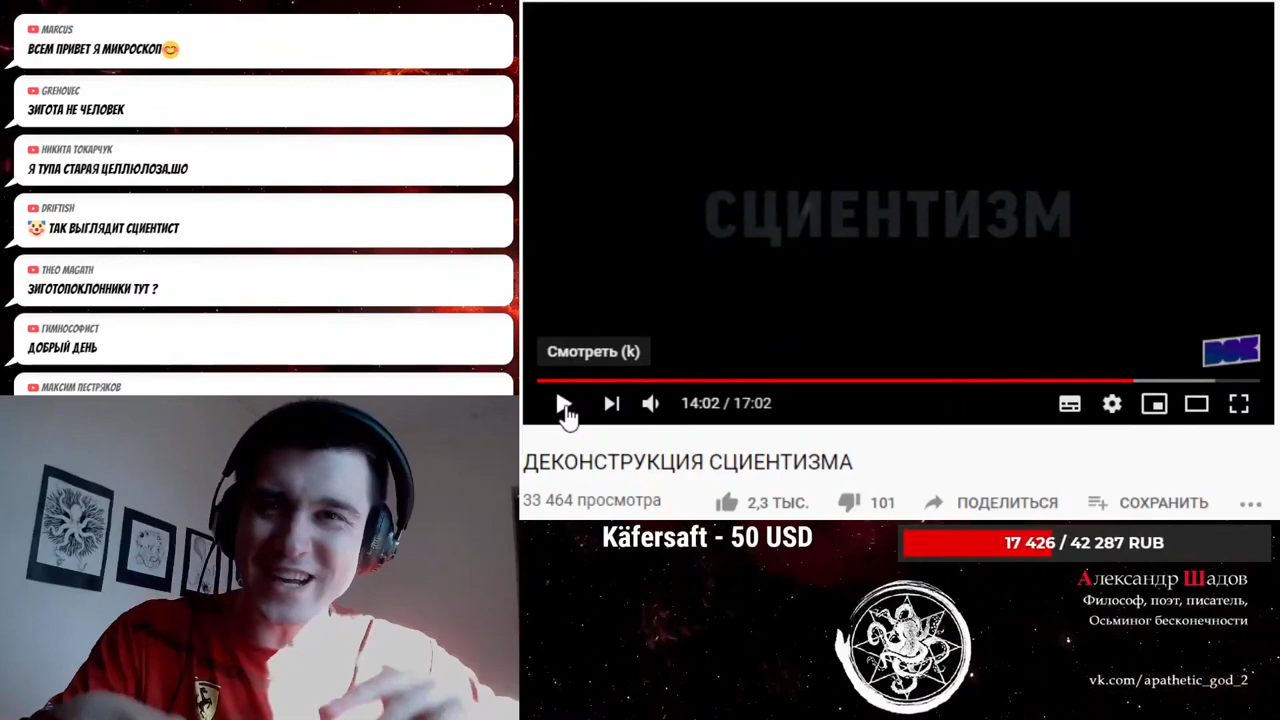 MARCUS
ВСЕМ ПРИВЕТ Я МИКРОСКОП😊
GREHOVEC
ЗИГОТА НЕ ЧЕЛОВЕК
НИКИТА ТОКАРЧУК
Я ТУПА СТАРАЯ ЦЕЛЛЮЛОЗА.ШО
DRIFTISH
🤡 ТАК ВЫГЛЯДИТ СЦИЕНТИСТ
THEO MAGATH
ЗИГОТОПОКЛОННИКИ ТУТ ?
ГИМНОСОФИСТ
ДОБРЫЙ ДЕНЬ
МАКСИМ ПЕСТРЯКОВ
СЦИЕНТИЗМ
Смотреть (k)
14:02 / 17:02
ДЕКОНСТРУКЦИЯ СЦИЕНТИЗМА
33 464 просмотра
2,3 ТЫС.
101
ПОДЕЛИТЬСЯ
СОХРАНИТЬ
Käfersaft - 50 USD
17 426 / 42 287 RUB
Александр Шадов
Философ, поэт, писатель,
Осьминог бесконечности
vk.com/apathetic_god_2